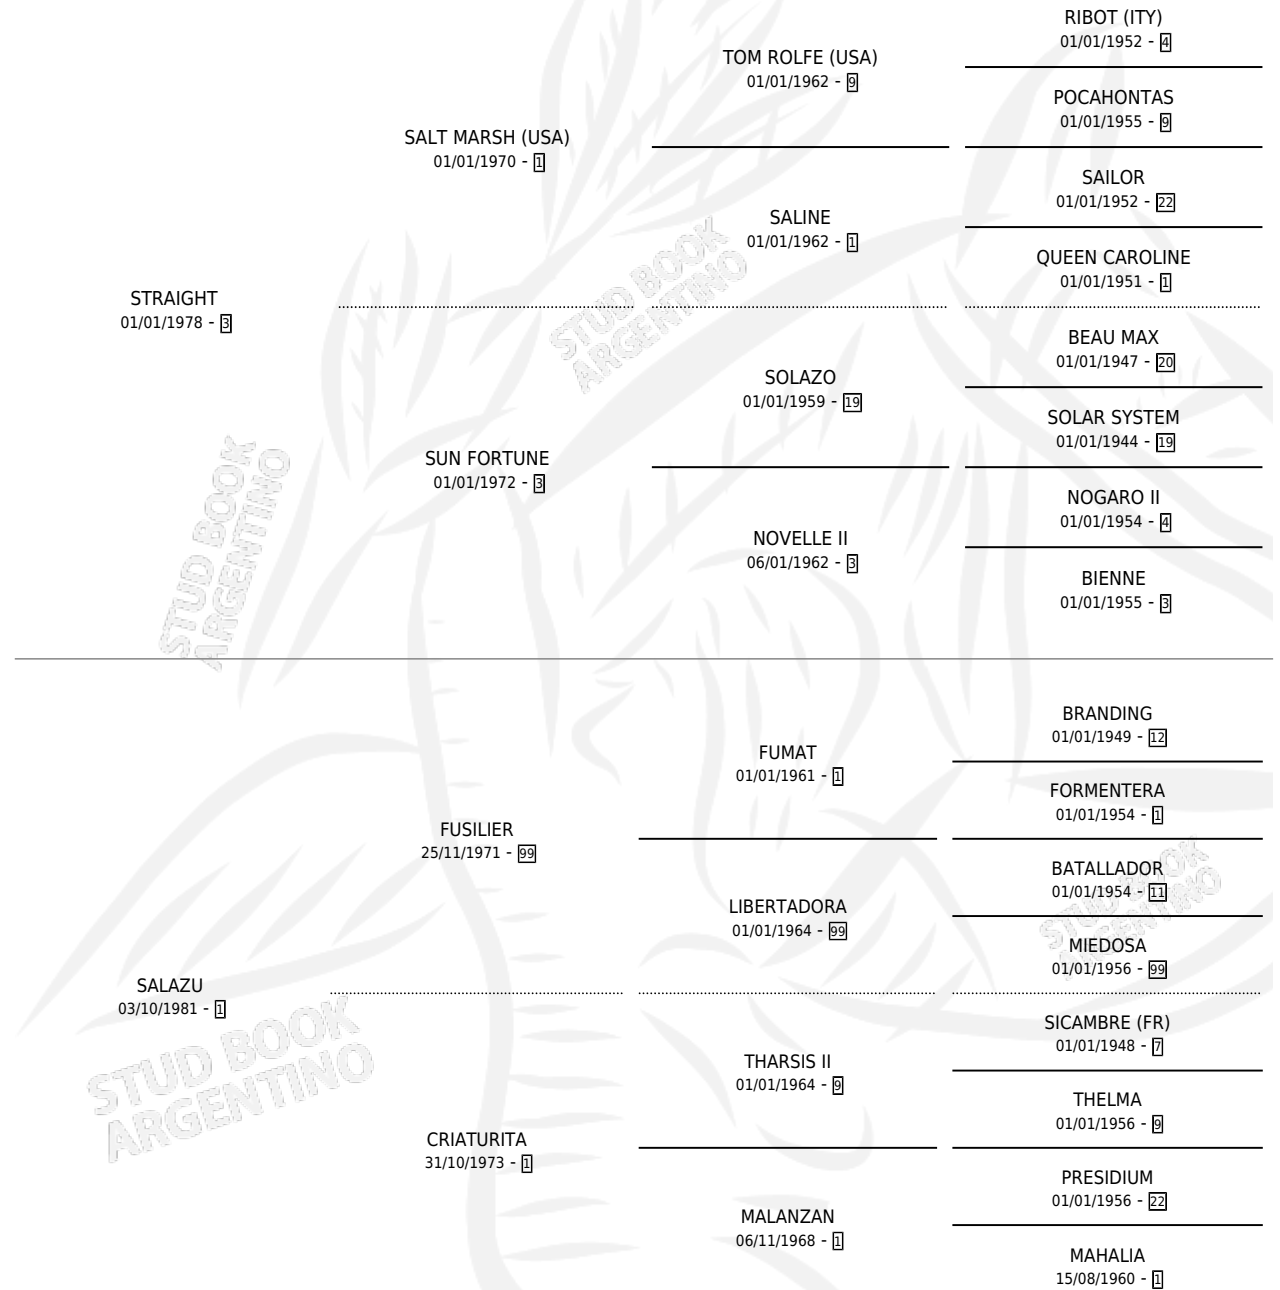 RIBOT (ITY)
01/01/1952 - 4
TOM ROLFE (USA)
01/01/1962 - 9
POCAHONTAS
01/01/1955 - 9
SALT MARSH (USA)
01/01/1970 - 1
SAILOR
01/01/1952 - 22
SALINE
01/01/1962 - 1
QUEEN CAROLINE
01/01/1951 - 1
STRAIGHT
01/01/1978 - 3
BEAU MAX
01/01/1947 - 20
SOLAZO
01/01/1959 - 19
SOLAR SYSTEM
01/01/1944 - 19
SUN FORTUNE
01/01/1972 - 3
NOGARO II
01/01/1954 - 4
NOVELLE II
06/01/1962 - 3
BIENNE
01/01/1955 - 3
BRANDING
01/01/1949 - 12
FUMAT
01/01/1961 - 1
FORMENTERA
01/01/1954 - 1
FUSILIER
25/11/1971 - 99
BATALLADOR
01/01/1954 - 11
LIBERTADORA
01/01/1964 - 99
MIEDOSA
01/01/1956 - 99
SALAZU
03/10/1981 - 1
SICAMBRE (FR)
01/01/1948 - 7
THARSIS II
01/01/1964 - 9
THELMA
01/01/1956 - 9
CRIATURITA
31/10/1973 - 1
PRESIDIUM
01/01/1956 - 22
MALANZAN
06/11/1968 - 1
MAHALIA
15/08/1960 - 1
STUD BOOK
ARGENTINO
STUD BOOK
ARGENTINO
STUD BOOK
ARGENTINO
STUD BOOK
ARGENTINO